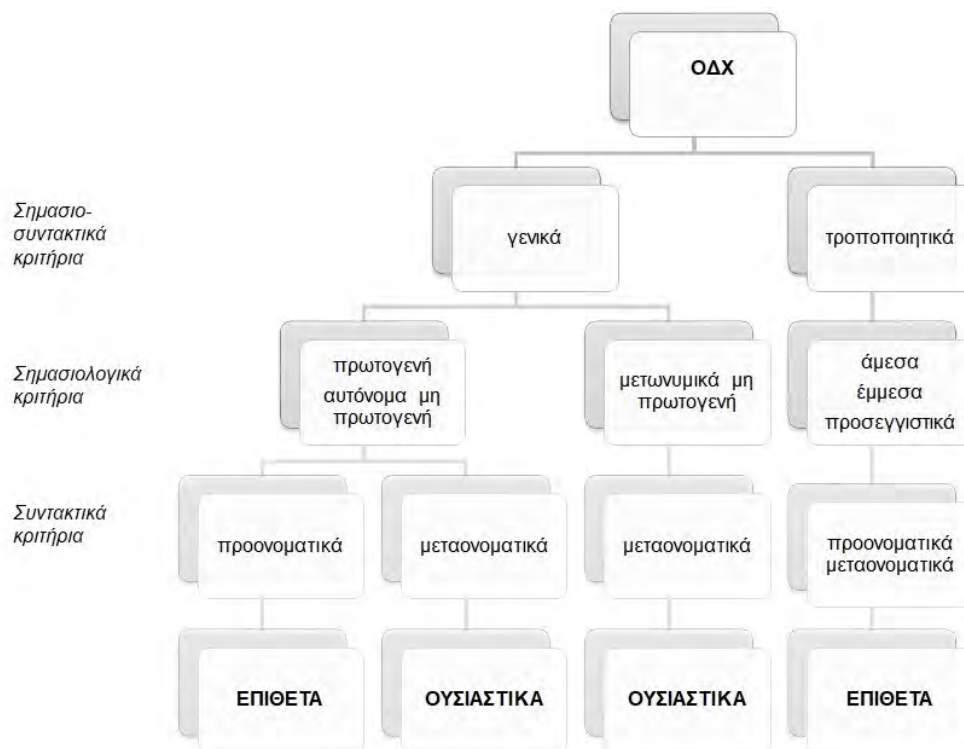 ΟΔΧ
Σημασιο-
συντακτικά
κριτήρια
γενικά
τροπποποιητικά
Σημασιολογικά
κριτήρια
πρωτογενή
αυτόνομα μη
πρωτογενή
μετωνυμικά μη
πρωτογενή
άμεσα
έμμεσα
προσεγγιστικά
Συντακτικά
κριτήρια
προονοματικά
μεταονοματικά
μεταονοματικά
προονοματικά
μεταονοματικά
ΕΠΙΘΕΤΑ
ΟΥΣΙΑΣΤΙΚΑ
ΟΥΣΙΑΣΤΙΚΑ
ΕΠΙΘΕΤΑ